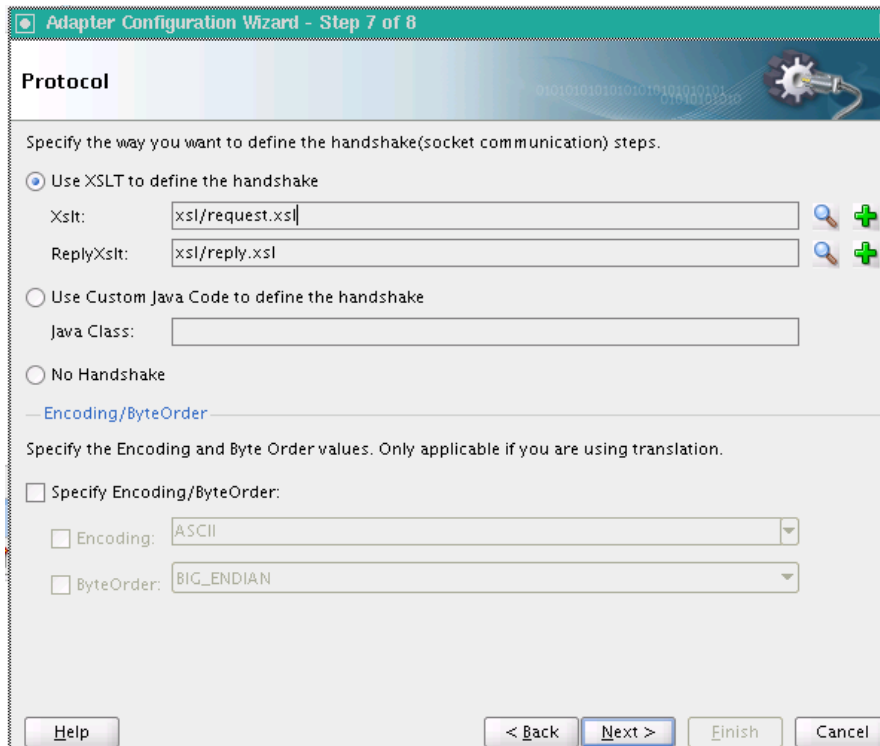 Adapter Configuration Wizard - Step 7 of 8
Protocol
0101010101010101010101010101
01010101010
Specify the way you want to define the handshake(socket communication) steps.
Use XSLT to define the handshake
Xslt: xsl/request.xsl
ReplyXslt: xsl/reply.xsl
Use Custom Java Code to define the handshake
Java Class:
No Handshake
Encoding/ByteOrder
Specify the Encoding and Byte Order values. Only applicable if you are using translation.
Specify Encoding/ByteOrder:
Encoding: ASCII
ByteOrder: BIG_ENDIAN
Help < Back Next > Finish Cancel